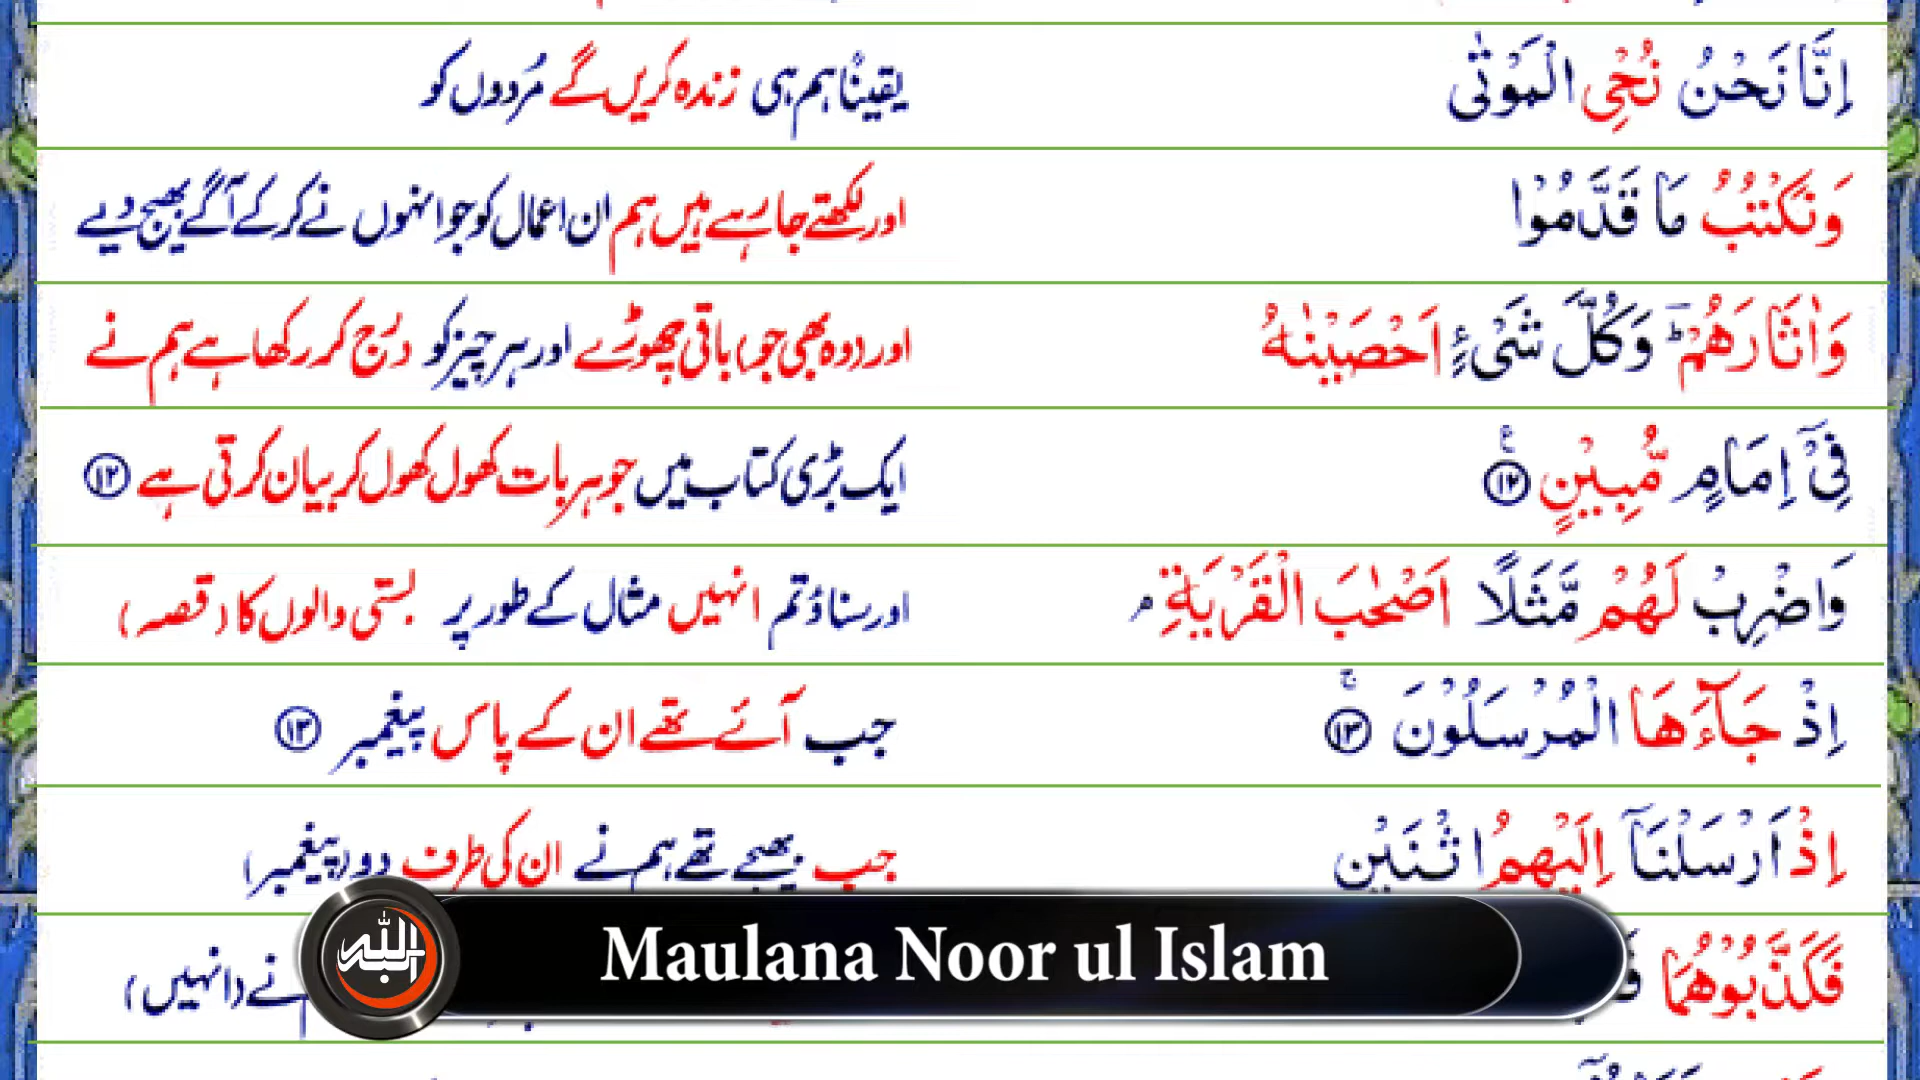 اِنَّا نَحْنُ نُحْيِ الْمَوْتٰى
یقیناً ہم ہی زندہ کریں گے مُردوں کو
وَنَكْتُبُ مَا قَدَّمُوْا
اور لکھتے جا رہے ہیں ہم ان اعمال کو جو انہوں نے کر کے آگے بھیج دیے
وَاٰثَارَهُمْ ؕ وَكُلَّ شَیْءٍ اَحْصَیْنٰهُ
اور (وہ بھی جو) باقی چھوڑے اور ہر چیز کو درج کر رکھا ہے ہم نے
فِیْۤ اِمَامٍ مُّبِیْنٍ ۟۱۲
ایک بڑی کتاب میں جو ہر بات کھول کھول کر بیان کرتی ہے ۱۲
وَاضْرِبْ لَهُمْ مَّثَلًا اَصْحٰبَ الْقَرْیَةِ ۘ
اور سناؤ تم انہیں مثال کے طور پر بستی والوں کا (قصہ)
اِذْ جَآءَهَا الْمُرْسَلُوْنَ ۚ ۱۳
جب آئے تھے ان کے پاس پیغمبر ۱۳
اِذْ اَرْسَلْنَاۤ اِلَیْهِمُ اثْنَیْنِ
جب بھیجے تھے ہم نے ان کی طرف دو (پیغمبر)
فَكَذَّبُوْهُمَا
نے (انہیں)
الله
Maulana Noor ul Islam